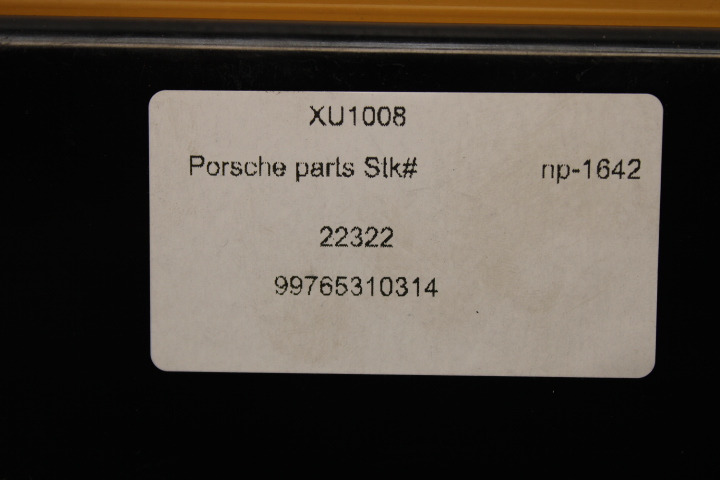 XU1008
Porsche parts Stk# np-1642
22322
99765310314